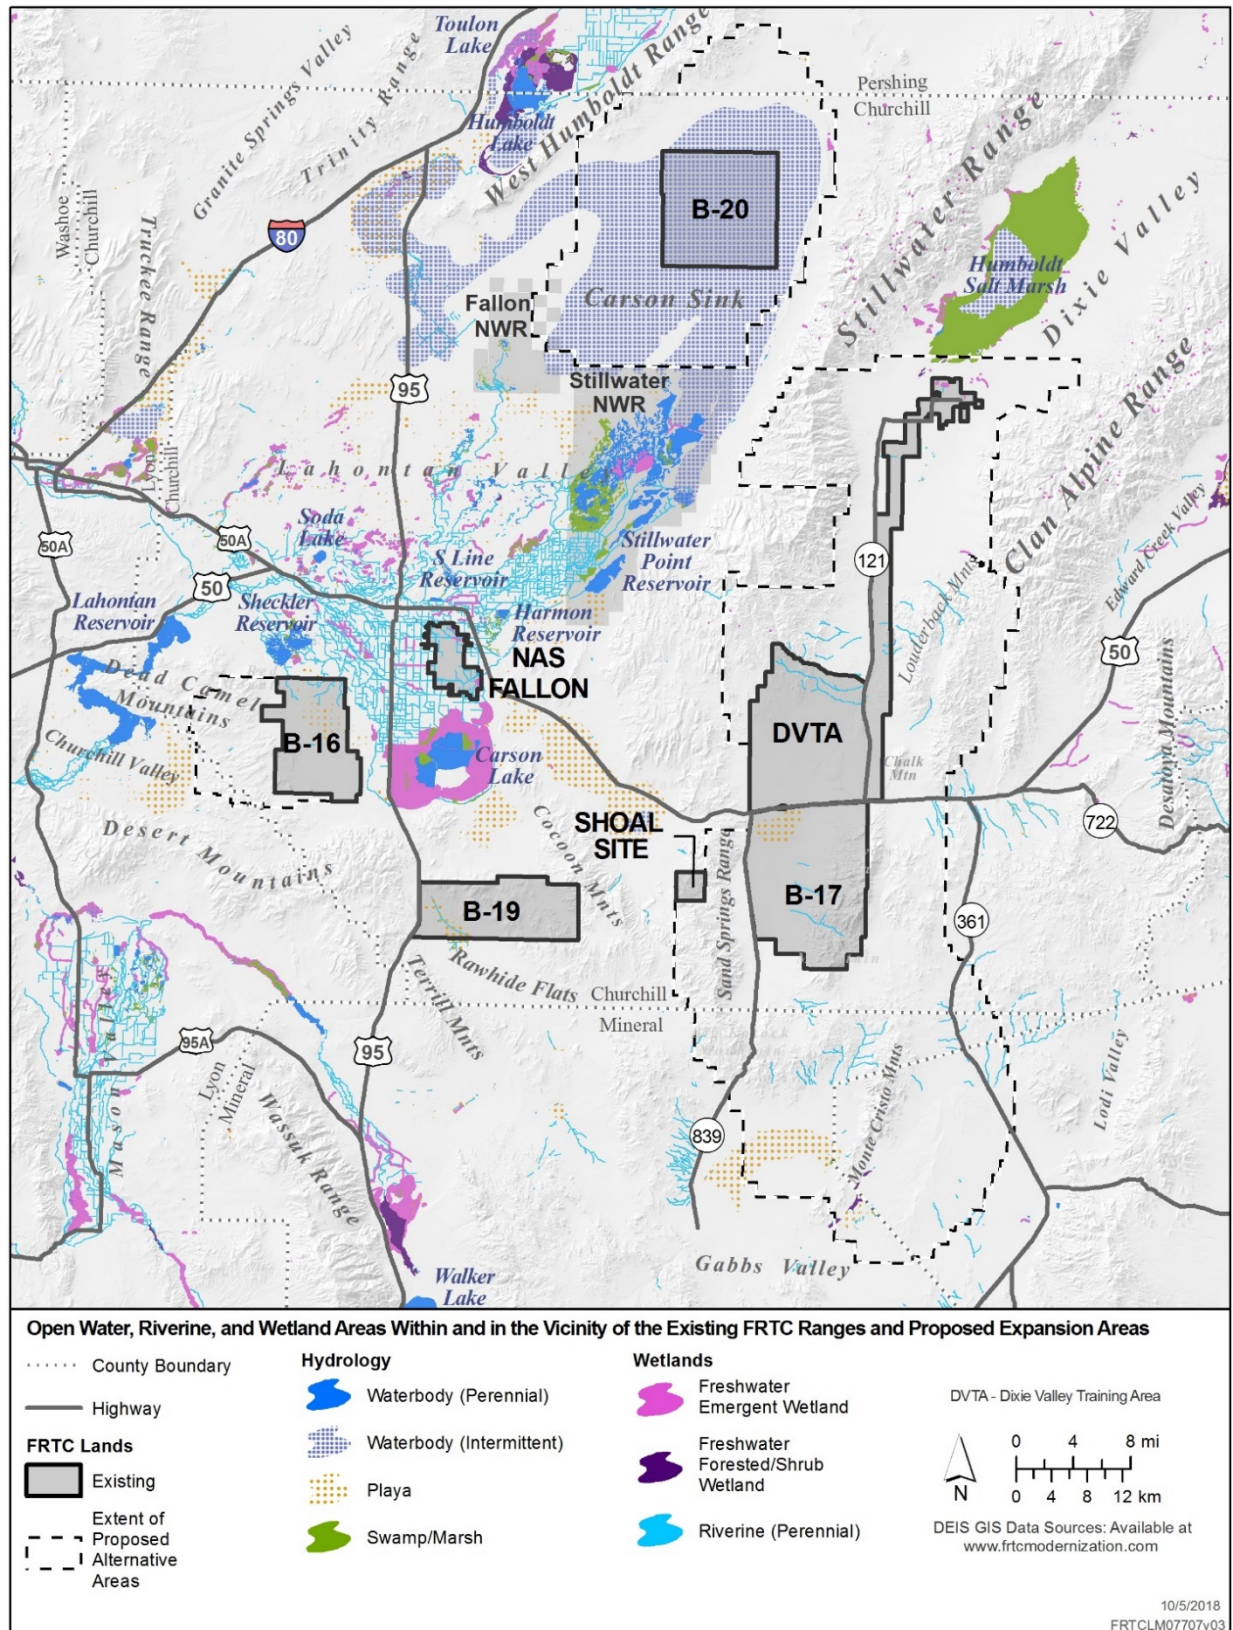 Toulon
Lake
Granite Springs Valley
Trinity Range
Humboldt
Lake
West Humboldt Range
Pershing
Churchill
Washoe
Churchill
Truckee Range
80
B-20
Stillwater Range
Humboldt
Salt Marsh
Dixie Valley
Carson Sink
Fallon
NWR
95
Stillwater
NWR
Clan Alpine Range
Lahontan Valley
Lyon
Churchill
50A
50A
Soda
Lake
S Line
Reservoir
Stillwater
Point
Reservoir
121
Edward Creek Valley
50
Lahontan
Reservoir
Sheckler
Reservoir
Harmon
Reservoir
Louderback Mnts
50
NAS
FALLON
Dead Camel
Mountains
B-16
DVTA
Churchill Valley
Carson
Lake
Chalk
Mtn
Desatoya Mountains
SHOAL
SITE
722
Desert Mountains
Cocoon Mnts
B-19
Sand Springs Range
B-17
361
Rawhide Flats
Terrill Mnts
Churchill
Mineral
Mason Valley
95A
95
Lyon
Mineral
Wassuk Range
Monte Cristo Mnts
Lodi Valley
839
Gabbs Valley
Walker
Lake
Open Water, Riverine, and Wetland Areas Within and in the Vicinity of the Existing FRTC Ranges and Proposed Expansion Areas
County Boundary
Highway
FRTC Lands
Existing
Extent of
Proposed
Alternative
Areas
Hydrology
Waterbody (Perennial)
Waterbody (Intermittent)
Playa
Swamp/Marsh
Wetlands
Freshwater
Emergent Wetland
Freshwater
Forested/Shrub
Wetland
Riverine (Perennial)
DVTA - Dixie Valley Training Area
N
0 4 8 mi
0 4 8 12 km
DEIS GIS Data Sources: Available at
www.frtcmodernization.com
10/5/2018
FRTCLM07707v03